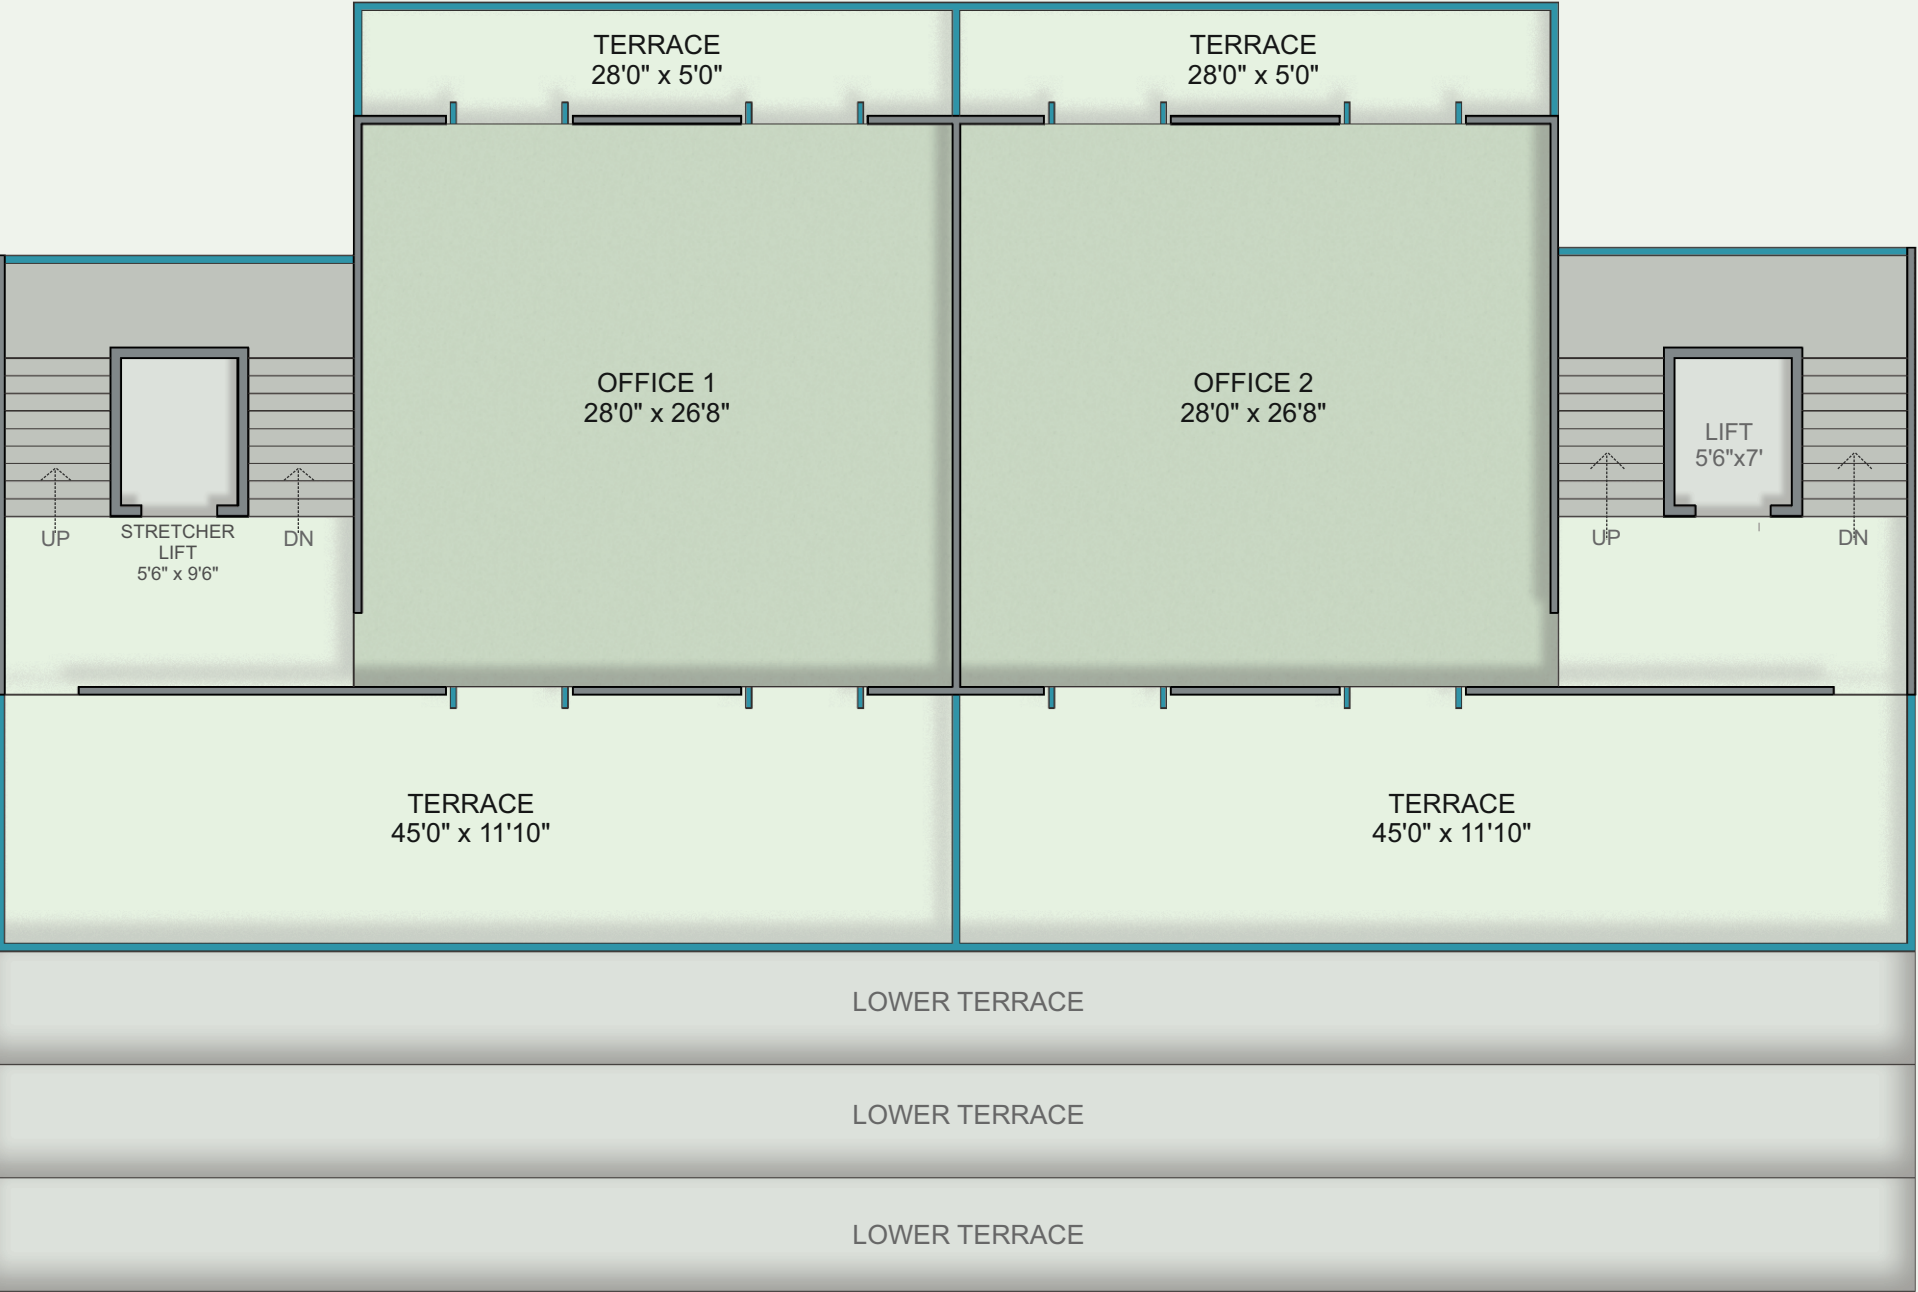 TERRACE
28'0" x 5'0"
TERRACE
28'0" x 5'0"
OFFICE 1
28'0" x 26'8"
OFFICE 2
28'0" x 26'8"
LIFT
5'6"x7'
UP
STRETCHER
LIFT
5'6" x 9'6"
DN
UP
DN
TERRACE
45'0" x 11'10"
TERRACE
45'0" x 11'10"
LOWER TERRACE
LOWER TERRACE
LOWER TERRACE